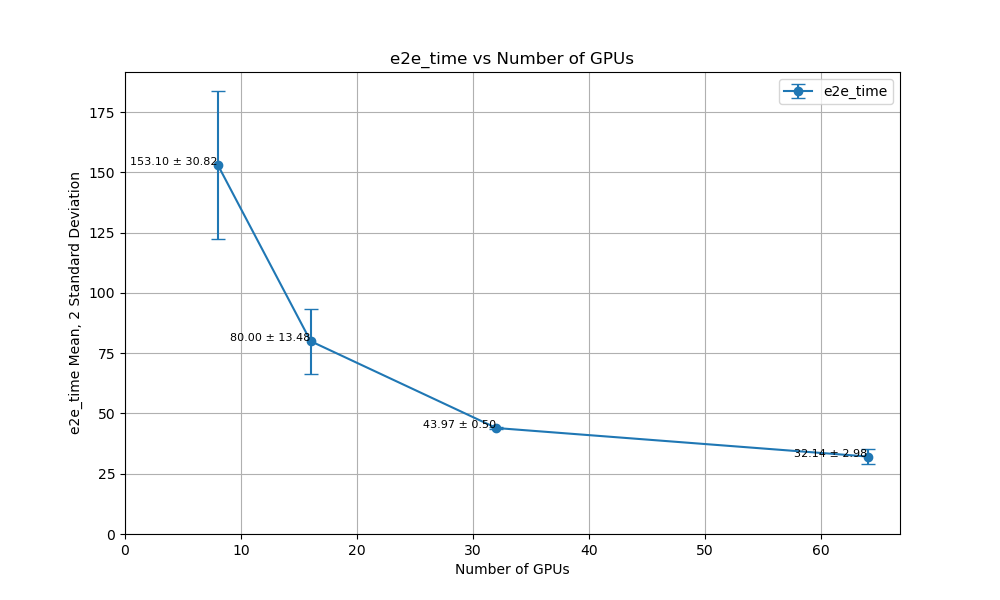 e2e_time vs Number of GPUs
e2e_time
e2e_time Mean, 2 Standard Deviation
175
150
125
100
75
50
25
0
153.10 ± 30.82
80.00 ± 13.48
43.97 ± 0.50
32.14 ± 2.98
0 10 20 30 40 50 60
Number of GPUs